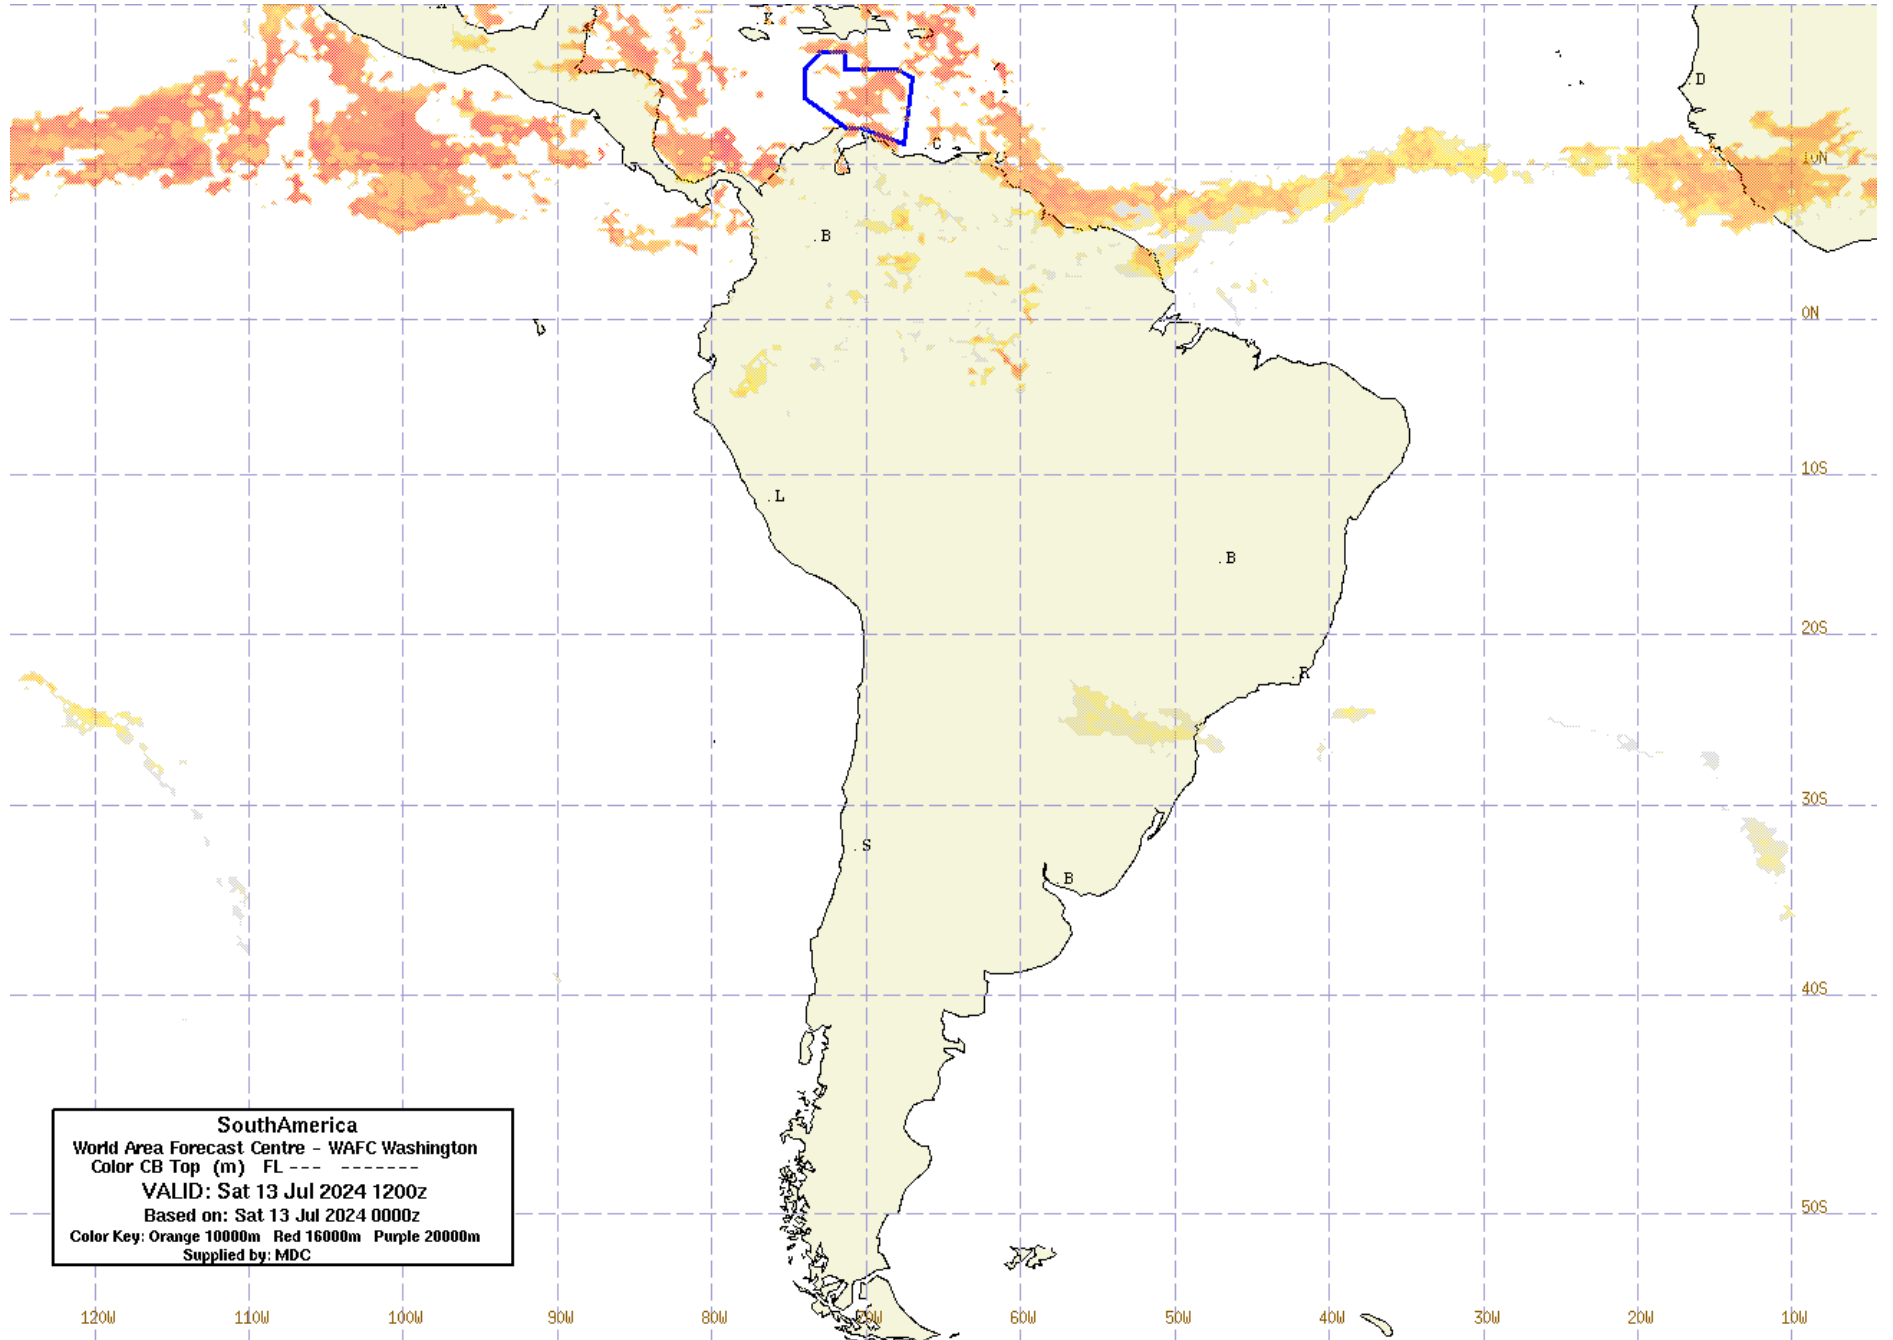 K
D
C
10N
B
0N
10S
L
B
20S
R
30S
S
B
40S
SouthAmerica
World Area Forecast Centre - WAFC Washington
Color CB Top (m) FL --- -------
VALID: Sat 13 Jul 2024 1200z
Based on: Sat 13 Jul 2024 0000z
Color Key: Orange 10000m Red 16000m Purple 20000m
Supplied by: MDC
50S
120W 110W 100W 90W 80W 70W 60W 50W 40W 30W 20W 10W